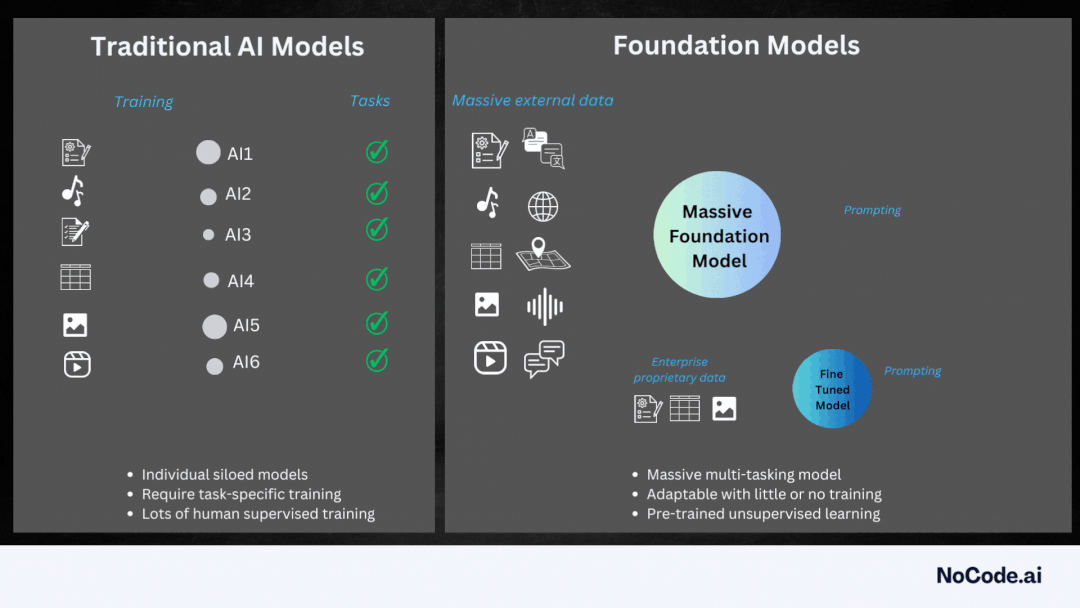 Traditional AI Models
Training
Tasks
AI1
AI2
AI3
AI4
AI5
AI6
• Individual siloed models
• Require task-specific training
• Lots of human supervised training
Foundation Models
Massive external data
A
文
Massive
Foundation
Model
Prompting
Enterprise
proprietary data
Fine
Tuned
Model
Prompting
• Massive multi-tasking model
• Adaptable with little or no training
• Pre-trained unsupervised learning
NoCode.ai